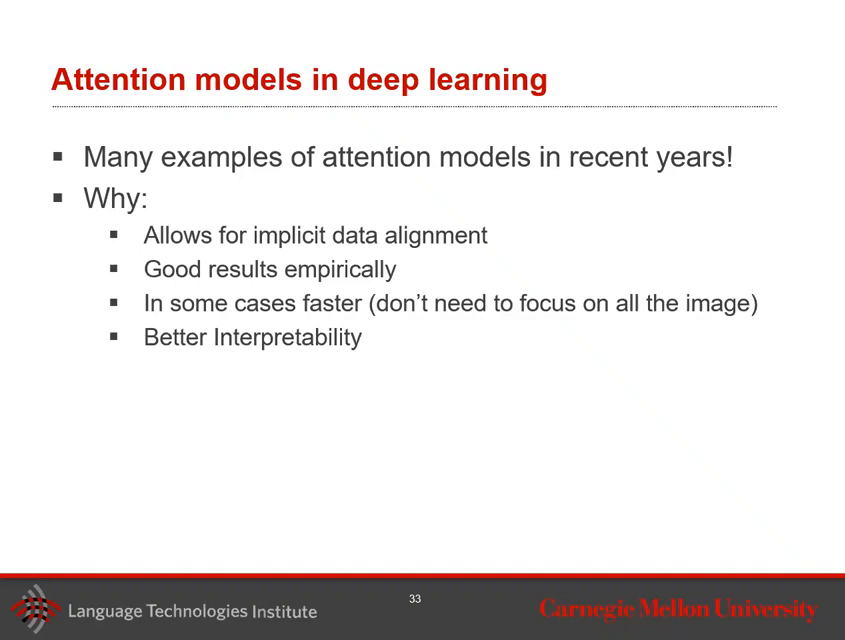 Attention models in deep learning
▪ Many examples of attention models in recent years!
▪ Why:
▪ Allows for implicit data alignment
▪ Good results empirically
▪ In some cases faster (don’t need to focus on all the image)
▪ Better Interpretability
33
Language Technologies Institute
Carnegie Mellon University